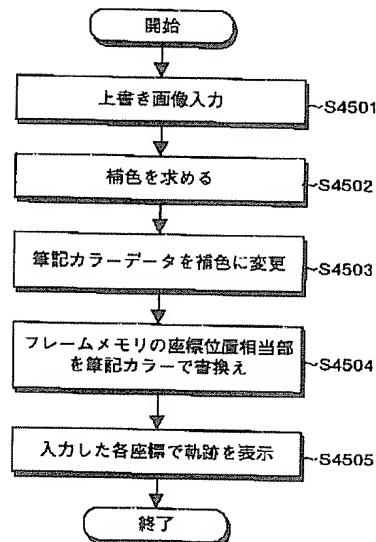 開始
上書き画像入力
S4501
補色を求める
S4502
筆記カラーデータを補色に変更
S4503
フレームメモリの座標位置相当部
を筆記カラーで書換え
S4504
入力した各座標で軌跡を表示
S4505
終了